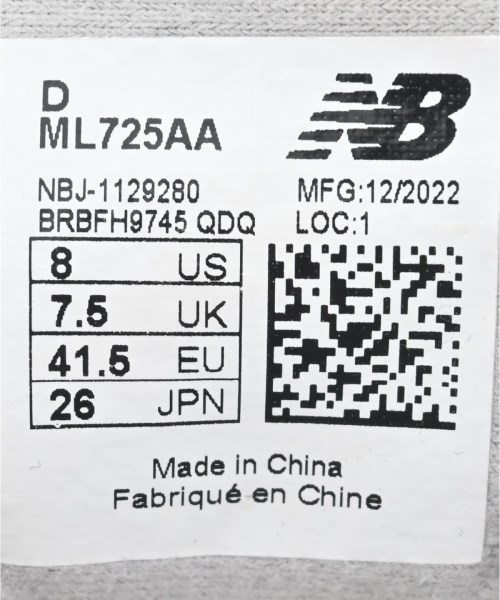 D
ML725AA
NB
NBJ-1129280 MFG:12/2022
BRBFH9745 QDQ LOC:1
8 US
7.5 UK
41.5 EU
26 JPN
Made in China
Fabriqué en Chine